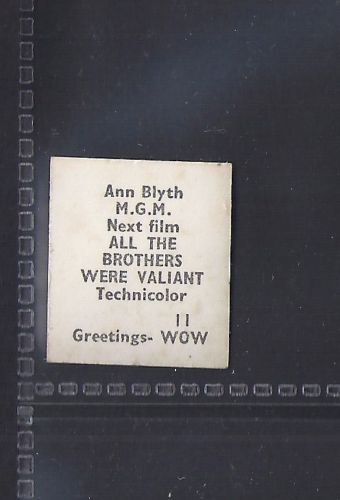 Ann Blyth
M.G.M.
Next film
ALL THE
BROTHERS
WERE VALIANT
Technicolor
11
Greetings- WOW